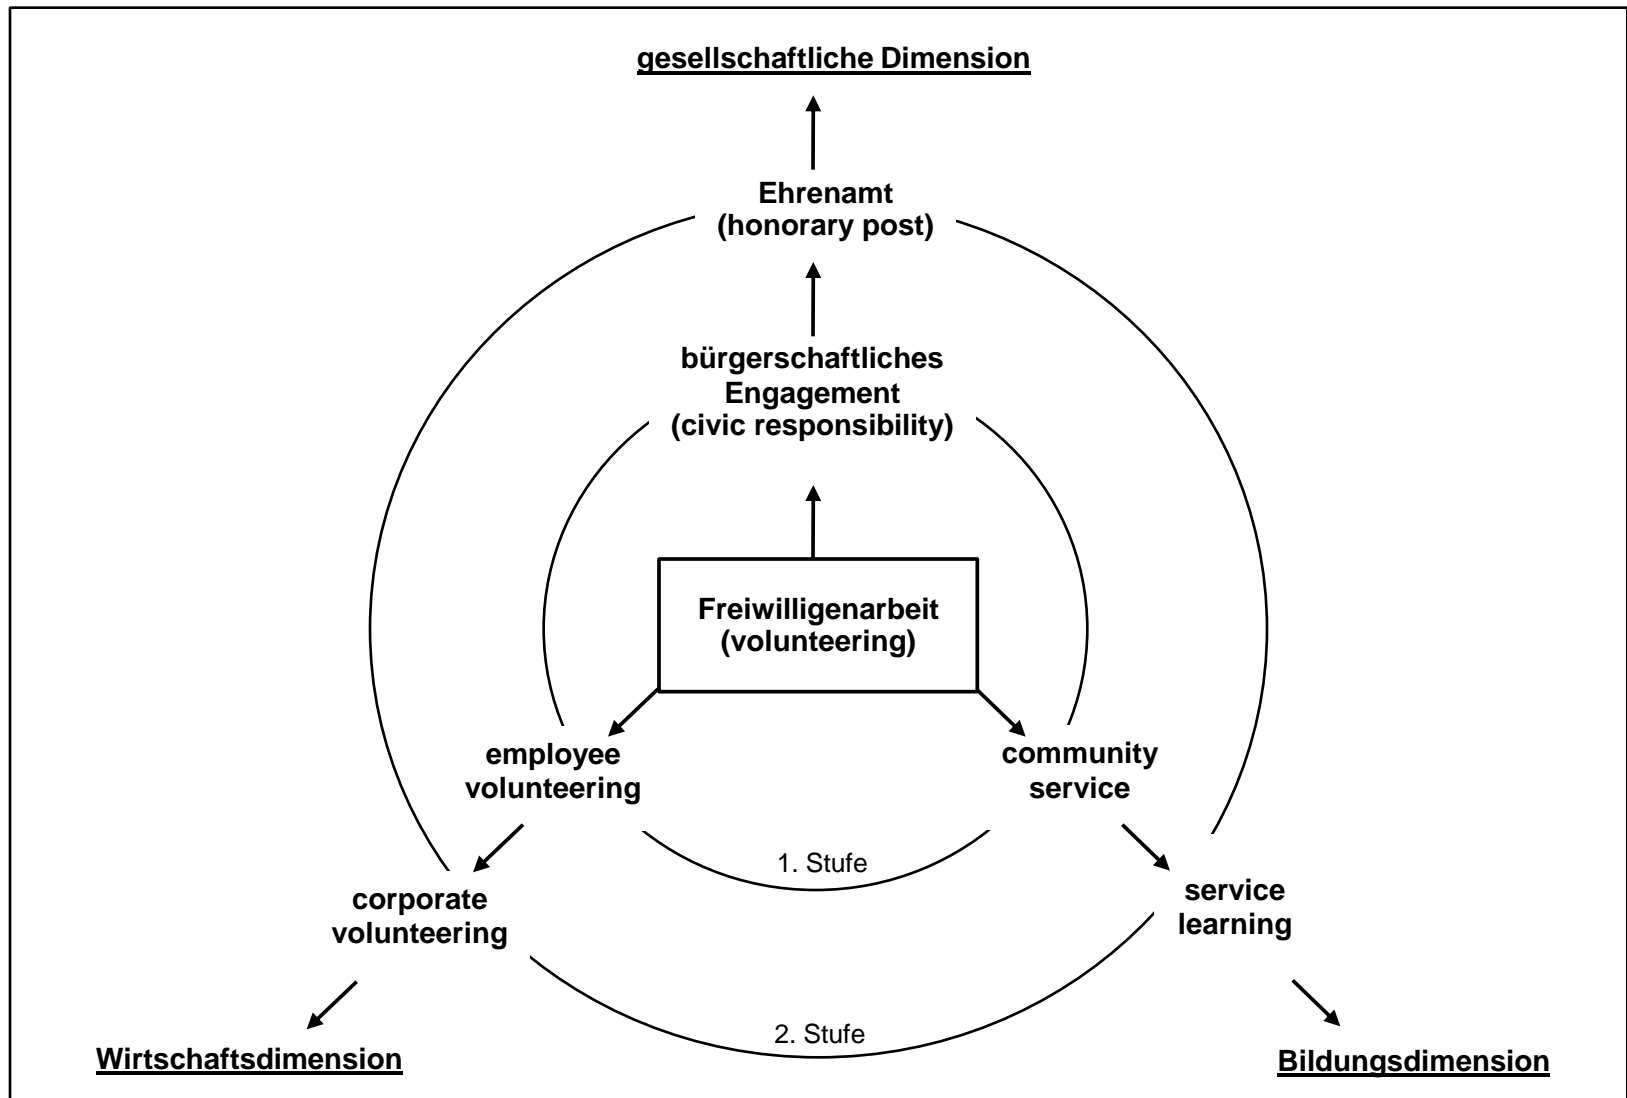 gesellschaftliche Dimension
Ehrenamt
(honorary post)
bürgerschaftliches
Engagement
(civic responsibility)
Freiwilligenarbeit
(volunteering)
employee
volunteering
community
service
1. Stufe
corporate
volunteering
service
learning
2. Stufe
Wirtschaftsdimension
Bildungsdimension